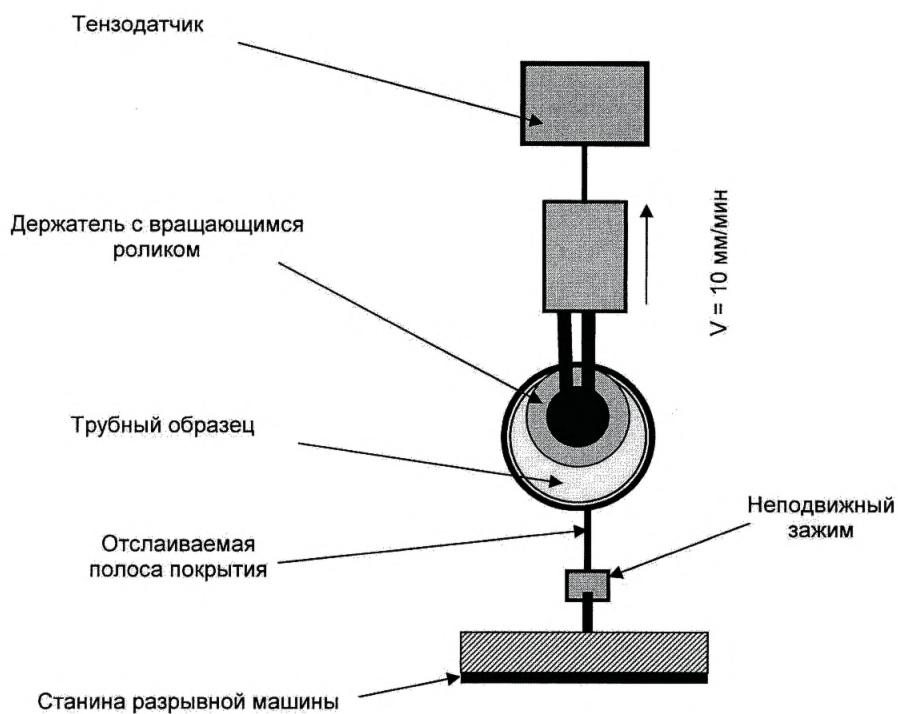 Тензодатчик
Держатель с вращающимся
роликом
V = 10 мм/мин
Трубный образец
Неподвижный
зажим
Отслаиваемая
полоса покрытия
Станина разрывной машины